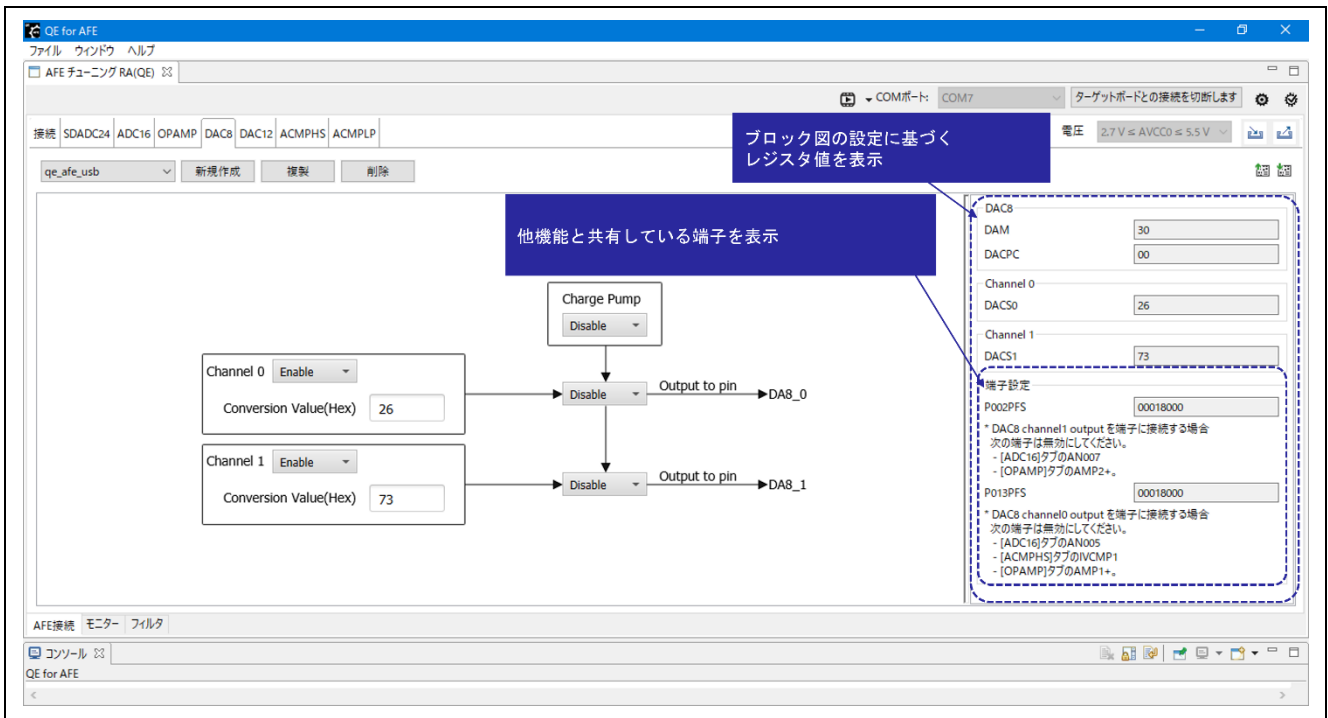 QE for AFE
ファイル ウィンドウ ヘルプ
AFE チューニング RA(QE)
COMポート: COM7 ターゲットボードとの接続を切断します
接続 SDADC24 ADC16 OPAMP DAC8 DAC12 ACMPHS ACMPLP
電圧 2.7 V ≤ AVCC0 ≤ 5.5 V
ブロック図の設定に基づく
レジスタ値を表示
qe_afe_usb 新規作成 複製 削除
他機能と共有している端子を表示
Charge Pump
Disable
Channel 0 Enable
Conversion Value(Hex) 26
Disable Output to pin DA8_0
Channel 1 Enable
Conversion Value(Hex) 73
Disable Output to pin DA8_1
DAC8
DAM 30
DACPC 00
Channel 0
DACS0 26
Channel 1
DACS1 73
端子設定
P002PFS 00018000
* DAC8 channel1 output を端子に接続する場合
次の端子は無効にしてください。
- [ADC16]タブのAN007
- [OPAMP]タブのAMP2+。
P013PFS 00018000
* DAC8 channel0 output を端子に接続する場合
次の端子は無効にしてください。
- [ADC16]タブのAN005
- [ACMPHS]タブのIVCMP1
- [OPAMP]タブのAMP1+。
AFE接続 モニター フィルタ
コンソール
QE for AFE